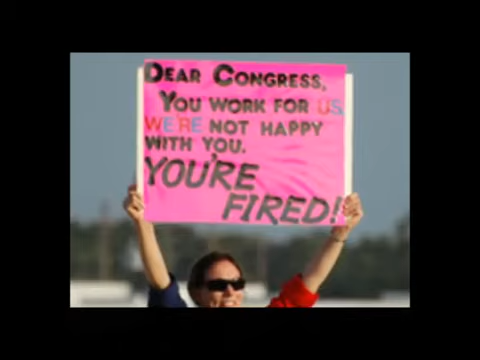 DEAR CONGRESS,
YOU WORK FOR US.
WE'RE NOT HAPPY
WITH YOU.
YOU'RE
FIRED!